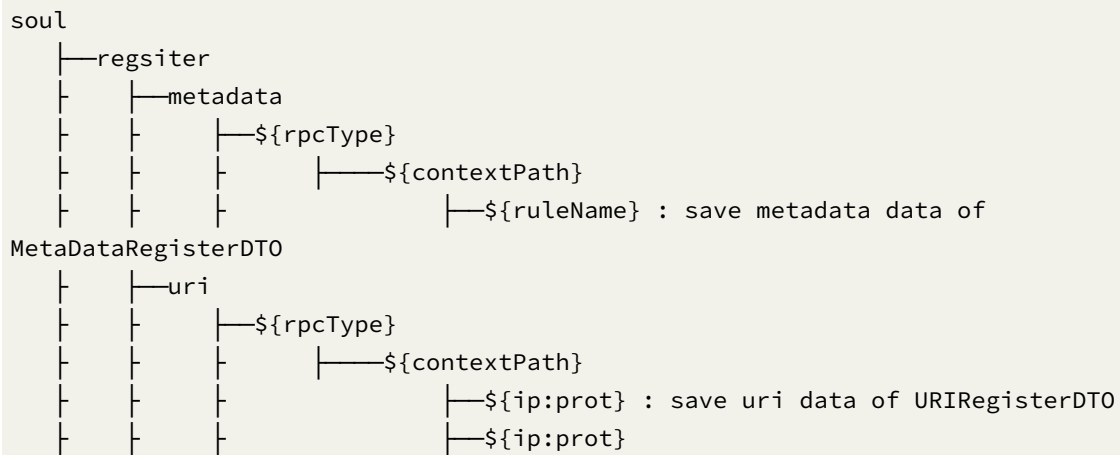 soul
├──regsiter
├    ├──metadata
├    ├     ├──${rpcType}
├    ├     ├      ├────${contextPath}
├    ├     ├               ├──${ruleName} : save metadata data of
MetaDataRegisterDTO
├    ├──uri
├    ├     ├──${rpcType}
├    ├     ├      ├────${contextPath}
├    ├     ├               ├──${ip:prot} : save uri data of URIRegisterDTO
├    ├     ├               ├──${ip:prot}